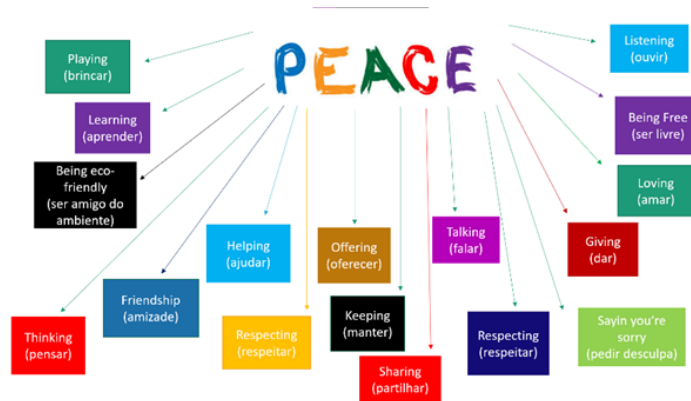 PEACE
Playing
(brincar)
Listening
(ouvir)
Learning
(aprender)
Being Free
(ser livre)
Being eco-
friendly
(ser amigo do
ambiente)
Loving
(amar)
Helping
(ajudar)
Offering
(oferecer)
Talking
(falar)
Giving
(dar)
Friendship
(amizade)
Keeping
(manter)
Thinking
(pensar)
Respecting
(respeitar)
Sharing
(partilhar)
Respecting
(respeitar)
Sayin you're
sorry
(pedir desculpa)